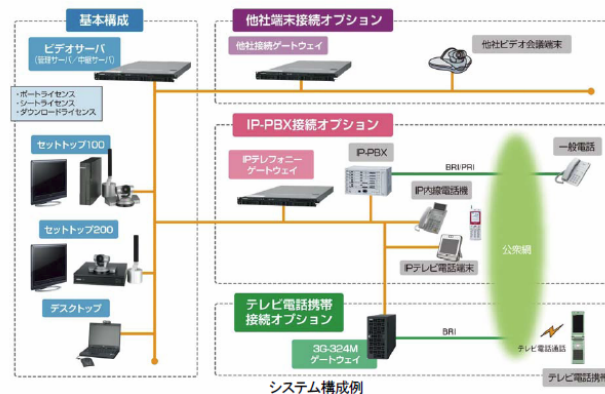 基本構成
ビデオサーバ
(管理サーバ/中継サーバ)
・ポートライセンス
・シートライセンス
・ダウンロードライセンス
セットトップ100
セットトップ200
デスクトップ
他社端末接続オプション
他社接続ゲートウェイ
他社ビデオ会議端末
IP-PBX接続オプション
IPテレフォニー
ゲートウェイ
IP-PBX
BRI/PRI
一般電話
IP内線電話機
IPテレビ電話端末
公衆網
テレビ電話携帯
接続オプション
3G-324M
ゲートウェイ
BRI
テレビ電話通話
テレビ電話携帯
システム構成例